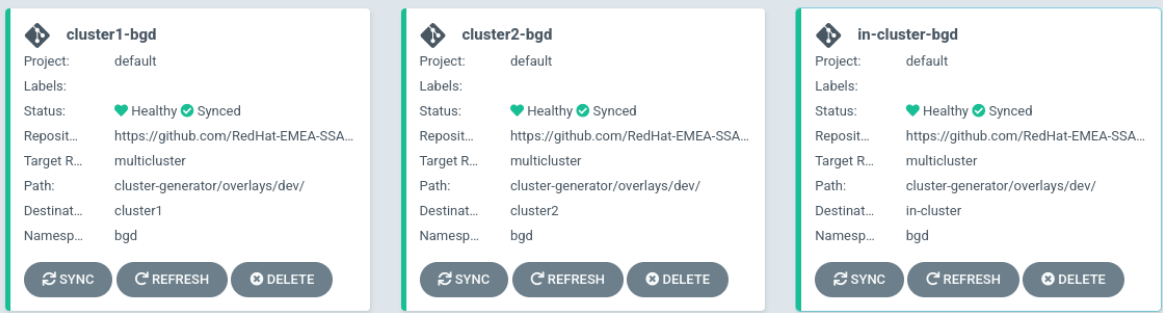 cluster1-bgd
Project: default
Labels:
Status: Healthy Synced
Reposit... https://github.com/RedHat-EMEA-SSA...
Target R... multicluster
Path: cluster-generator/overlays/dev/
Destinat... cluster1
Namesp... bgd
SYNC REFRESH DELETE
cluster2-bgd
Project: default
Labels:
Status: Healthy Synced
Reposit... https://github.com/RedHat-EMEA-SSA...
Target R... multicluster
Path: cluster-generator/overlays/dev/
Destinat... cluster2
Namesp... bgd
SYNC REFRESH DELETE
in-cluster-bgd
Project: default
Labels:
Status: Healthy Synced
Reposit... https://github.com/RedHat-EMEA-SSA...
Target R... multicluster
Path: cluster-generator/overlays/dev/
Destinat... in-cluster
Namesp... bgd
SYNC REFRESH DELETE